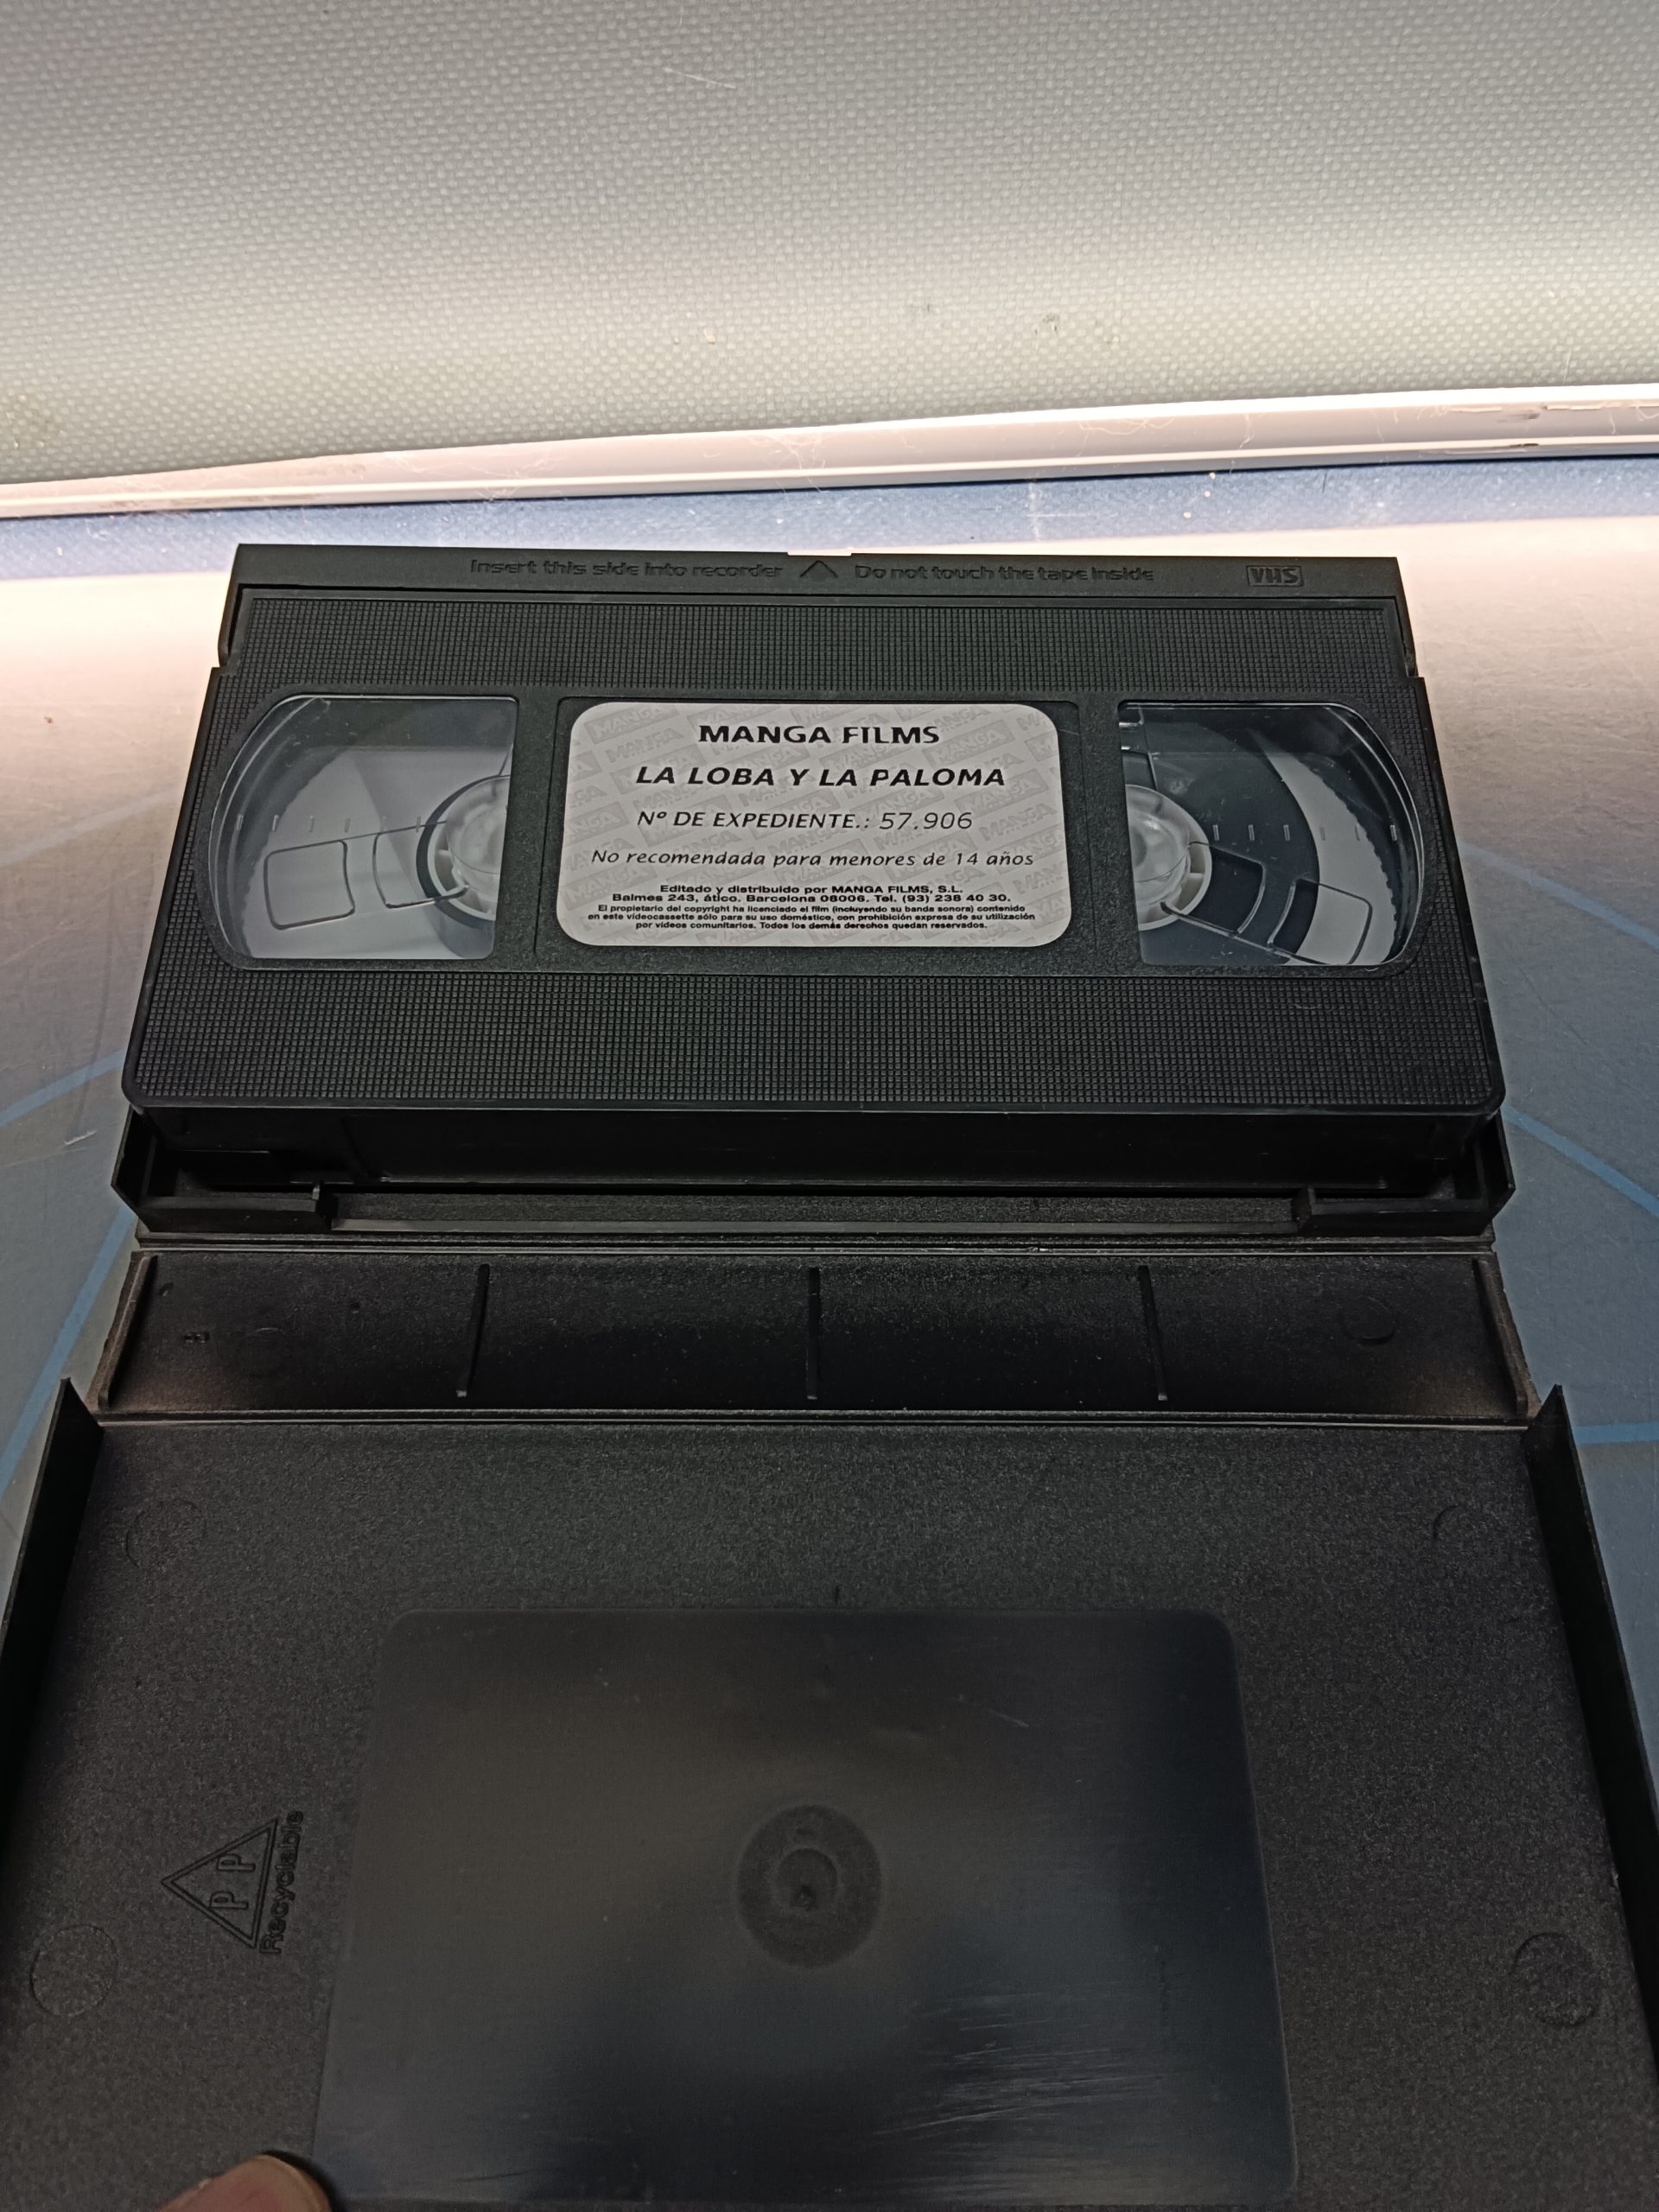 Insert this side into recorder △ Do not touch the tape inside VHS
MANGA FILMS
LA LOBA Y LA PALOMA
Nº DE EXPEDIENTE.: 57.906
No recomendada para menores de 14 años
Editado y distribuido por MANGA FILMS, S.L.
Balmes 243, ático. Barcelona 08006. Tel. (93) 238 40 30.
El propietario del copyright ha licenciado el film (incluyendo su banda sonora) contenido
en este videocassette sólo para su uso doméstico, con prohibición expresa de su utilización
por videos comunitarios. Todos los demás derechos quedan reservados.
PP
Recyclable